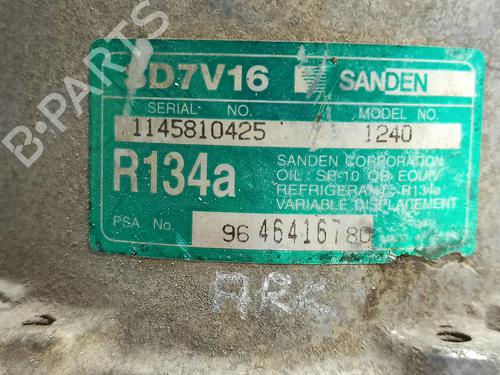 SD7V16 SANDEN
SERIAL NO. MODEL NO.
1145810425 1240
R134a
SANDEN CORPORATION
OIL: SP-10 OR EQUIV
REFRIGERANT: R134a
VARIABLE DISPLACEMENT
PSA No. 96 46416780
B-PARTS